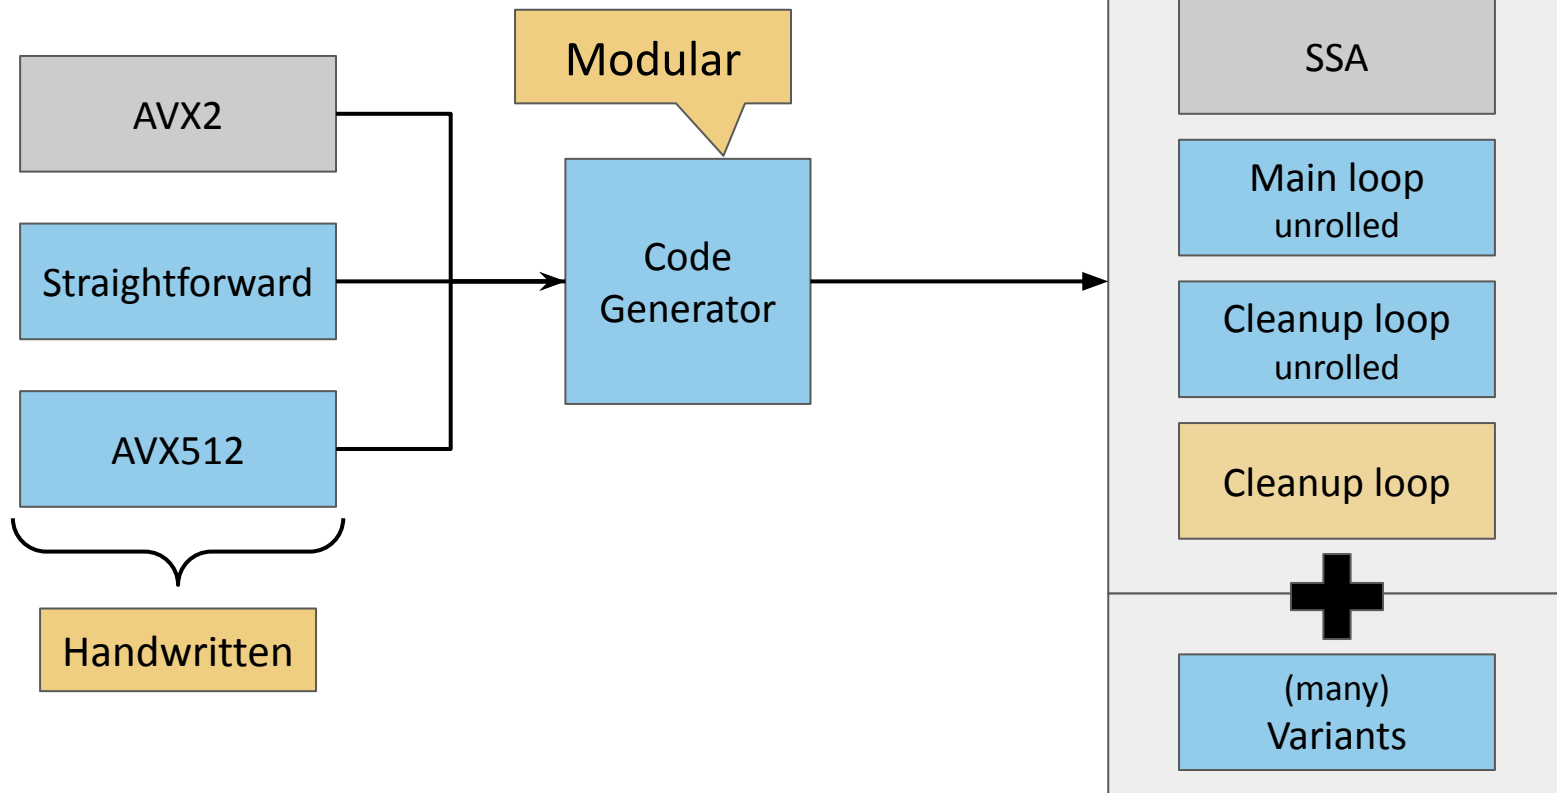 AVX2
Straightforward
AVX512
Handwritten
Modular
Code
Generator
SSA
Main loop
unrolled
Cleanup loop
unrolled
Cleanup loop
(many)
Variants